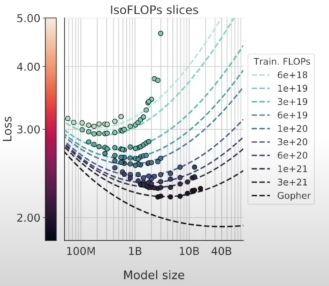 IsoFLOPs slices
5.00
4.00
3.00
2.00
Loss
100M 1B 10B 40B
Model size
Train. FLOPs
6e+18
1e+19
3e+19
6e+19
1e+20
3e+20
6e+20
1e+21
3e+21
Gopher